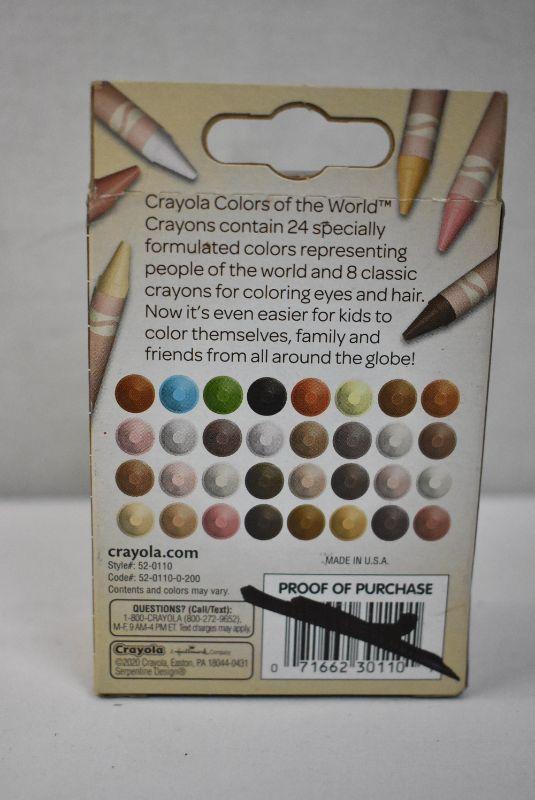 Crayola Colors of the World™
Crayons contain 24 specially
formulated colors representing
people of the world and 8 classic
crayons for coloring eyes and hair.
Now it's even easier for kids to
color themselves, family and
friends from all around the globe!
crayola.com
Style#: 52-0110
Code#: 52-0110-0-200
Contents and colors may vary.
MADE IN U.S.A.
QUESTIONS? (Call/Text):
1-800-CRAYOLA (800-272-9652),
M-F, 9 AM-4 PM ET. Text charges may apply.
Crayola A Hallmark Company
©2020 Crayola, Easton, PA 18044-0431
Serpentine Design®
PROOF OF PURCHASE
0 71662 30110